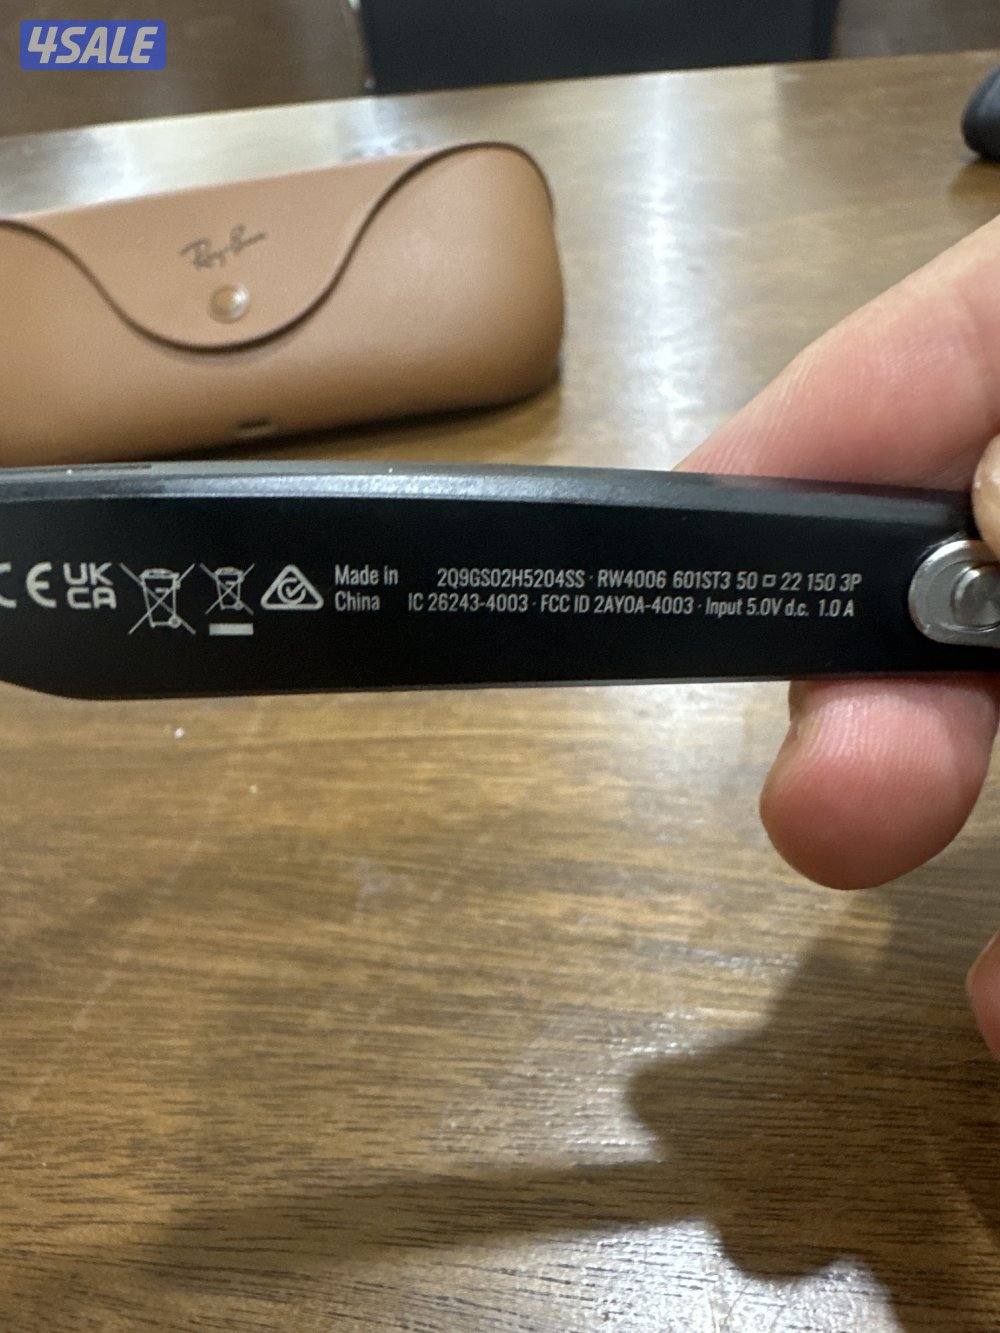 4SALE
Ray-Ban
CE UK CA
Made in China
2Q9GS02H5204SS · RW4006 601ST3 50 □ 22 150 3P
IC 26243-4003 · FCC ID 2AYOA-4003 · Input 5.0V d.c. 1.0 A